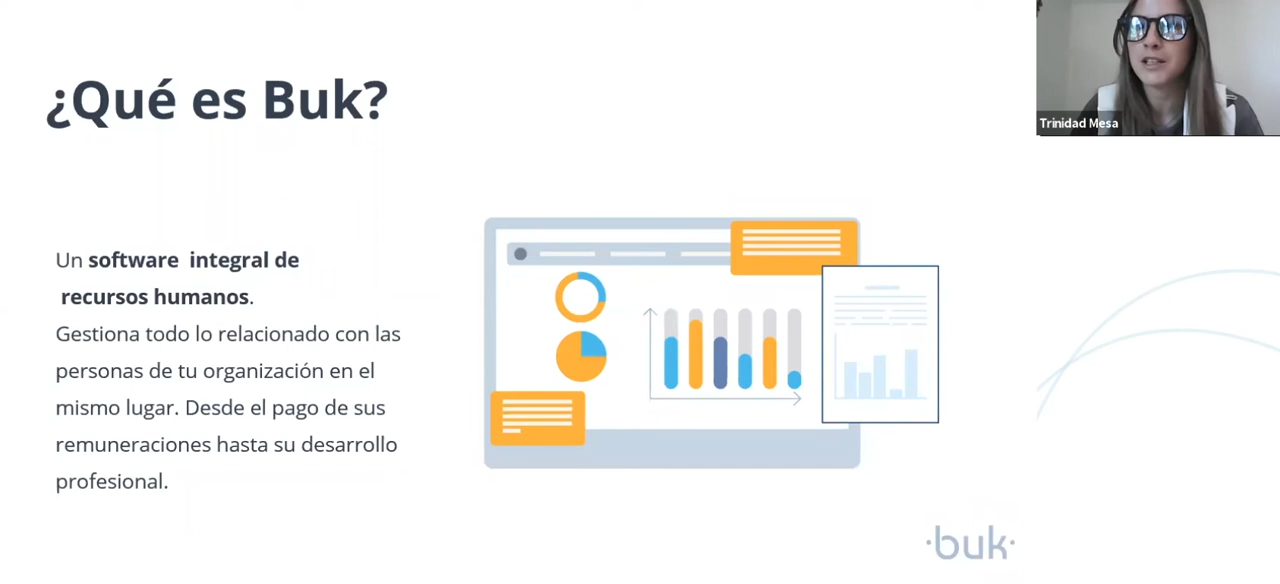 ¿Qué es Buk?
Trinidad Mesa
Un software integral de
recursos humanos.
Gestiona todo lo relacionado con las
personas de tu organización en el
mismo lugar. Desde el pago de sus
remuneraciones hasta su desarrollo
profesional.
·buk·